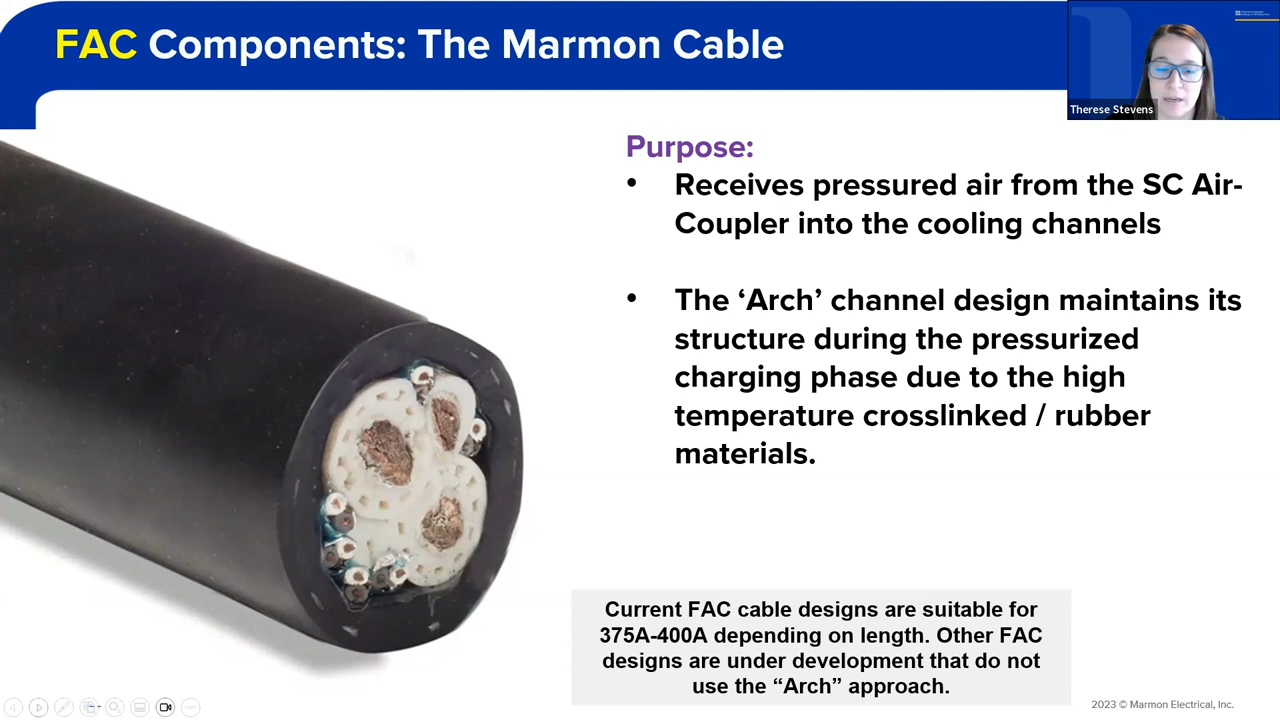 FAC Components: The Marmon Cable
Therese Stevens
Purpose:
• Receives pressured air from the SC Air-
Coupler into the cooling channels
• The ‘Arch’ channel design maintains its
structure during the pressurized
charging phase due to the high
temperature crosslinked / rubber
materials.
Current FAC cable designs are suitable for
375A-400A depending on length. Other FAC
designs are under development that do not
use the “Arch” approach.
2023 © Marmon Electrical, Inc.